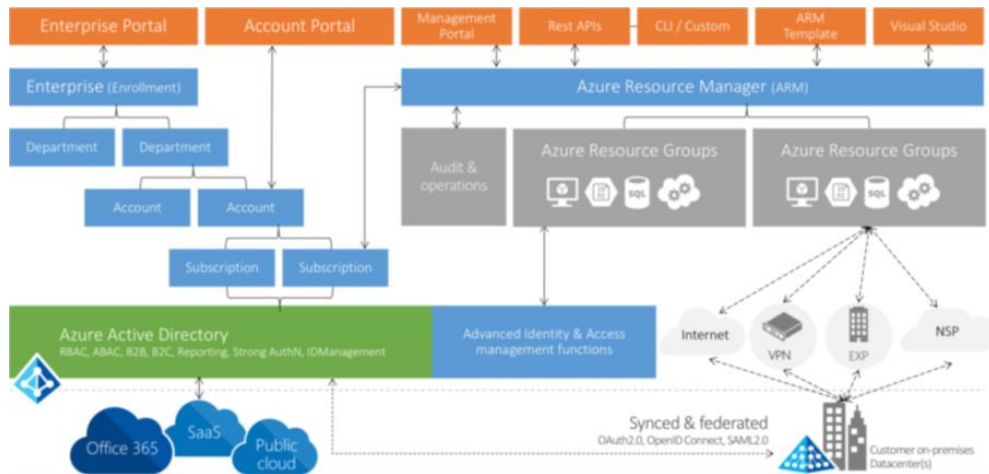 Enterprise Portal
Account Portal
Management
Portal
Rest APIs
CLI / Custom
ARM
Template
Visual Studio
Enterprise (Enrollment)
Azure Resource Manager (ARM)
Department
Department
Audit &
operations
Azure Resource Groups
SQL
Azure Resource Groups
SQL
Account
Account
Subscription
Subscription
Azure Active Directory
RBAC, ABAC, B2B, B2C, Reporting, Strong AuthN, IDManagement
Advanced Identity & Access
management functions
Internet
VPN
EXP
NSP
Office 365
SaaS
Public
cloud
Synced & federated
OAuth2.0, OpenID Connect, SAML2.0
Customer on-premises
Datacenter(s)